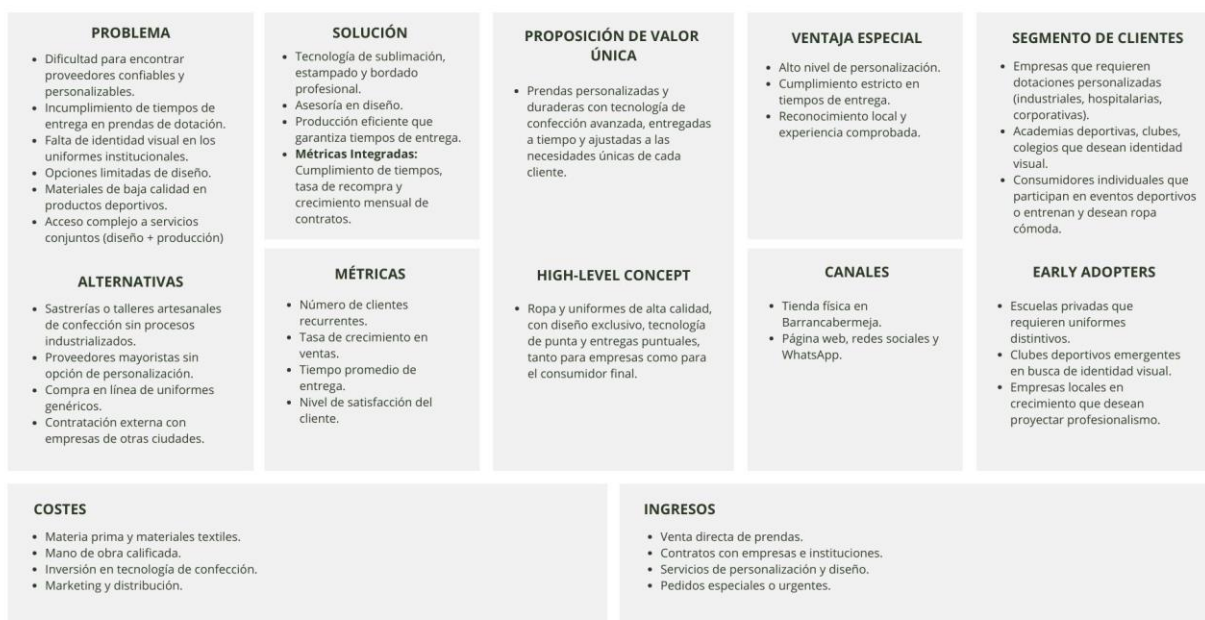 PROBLEMA
• Dificultad para encontrar
proveedores confiables y
personalizables.
• Incumplimiento de tiempos de
entrega en prendas de dotación.
• Falta de identidad visual en los
uniformes institucionales.
• Opciones limitadas de diseño.
• Materiales de baja calidad en
productos deportivos.
• Acceso complejo a servicios
conjuntos (diseño + producción)
ALTERNATIVAS
• Sastrerías o talleres artesanales
de confección sin procesos
industrializados.
• Proveedores mayoristas sin
opción de personalización.
• Compra en línea de uniformes
genéricos.
• Contratación externa con
empresas de otras ciudades.
SOLUCIÓN
• Tecnología de sublimación,
estampado y bordado
profesional.
• Asesoría en diseño.
• Producción eficiente que
garantiza tiempos de entrega.
• Métricas Integradas:
Cumplimiento de tiempos,
tasa de recompra y
crecimiento mensual de
contratos.
MÉTRICAS
• Número de clientes
recurrentes.
• Tasa de crecimiento en
ventas.
• Tiempo promedio de
entrega.
• Nivel de satisfacción del
cliente.
PROPOSICIÓN DE VALOR
ÚNICA
• Prendas personalizadas y
duraderas con tecnología de
confección avanzada, entregadas
a tiempo y ajustadas a las
necesidades únicas de cada
cliente.
HIGH-LEVEL CONCEPT
• Ropa y uniformes de alta calidad,
con diseño exclusivo, tecnología
de punta y entregas puntuales,
tanto para empresas como para
el consumidor final.
VENTAJA ESPECIAL
• Alto nivel de personalización.
• Cumplimiento estricto en
tiempos de entrega.
• Reconocimiento local y
experiencia comprobada.
CANALES
• Tienda física en
Barrancabermeja.
• Página web, redes sociales y
WhatsApp.
SEGMENTO DE CLIENTES
• Empresas que requieren
dotaciones personalizadas
(industriales, hospitalarias,
corporativas).
• Academias deportivas, clubes,
colegios que desean identidad
visual.
• Consumidores individuales que
participan en eventos deportivos
o entrenan y desean ropa
cómoda.
EARLY ADOPTERS
• Escuelas privadas que
requieren uniformes
distintivos.
• Clubes deportivos emergentes
en busca de identidad visual.
• Empresas locales en
crecimiento que desean
proyectar profesionalismo.
COSTES
• Materia prima y materiales textiles.
• Mano de obra calificada.
• Inversión en tecnología de confección.
• Marketing y distribución.
INGRESOS
• Venta directa de prendas.
• Contratos con empresas e instituciones.
• Servicios de personalización y diseño.
• Pedidos especiales o urgentes.